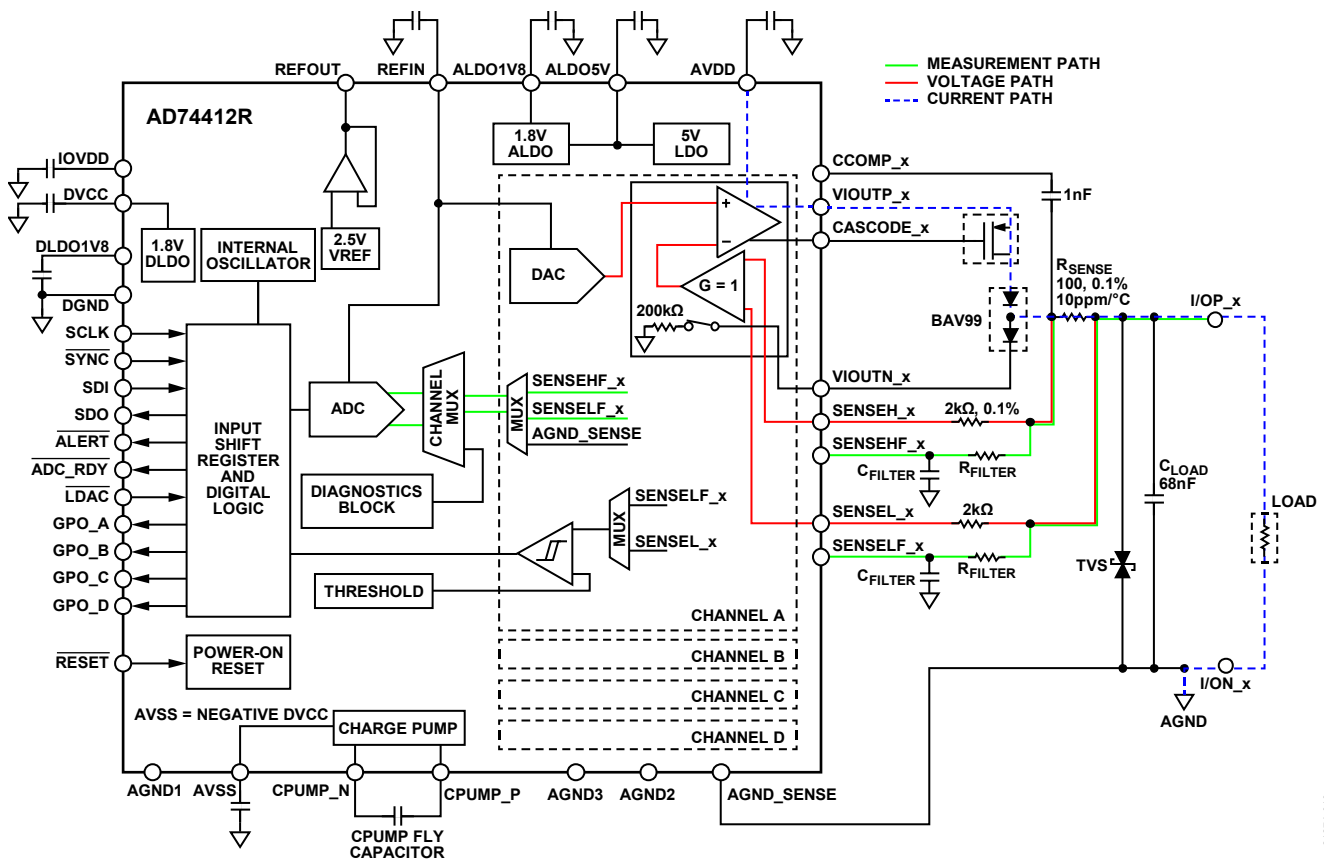 REFOUT
REFIN
ALDO1V8
ALDO5V
AVDD
MEASUREMENT PATH
VOLTAGE PATH
CURRENT PATH
AD74412R
IOVDD
DVCC
DLDO1V8
DGND
1.8V
DLDO
INTERNAL
OSCILLATOR
2.5V
VREF
1.8V
ALDO
5V
LDO
CCOMP_x
VIOUTP_x
CASCODE_x
1nF
DAC
+
–
G = 1
200kΩ
RSENSE
100, 0.1%
10ppm/°C
I/OP_x
BAV99
VIOUTN_x
SCLK
SYNC
SDI
SDO
ALERT
ADC_RDY
LDAC
GPO_A
GPO_B
GPO_C
GPO_D
INPUT
SHIFT
REGISTER
AND
DIGITAL
LOGIC
ADC
CHANNEL
MUX
MUX
SENSEHF_x
SENSELF_x
AGND_SENSE
SENSEH_x
2kΩ, 0.1%
SENSEHF_x
CFILTER
RFILTER
DIAGNOSTICS
BLOCK
MUX
SENSELF_x
SENSEL_x
SENSEL_x
2kΩ
SENSELF_x
CFILTER
RFILTER
CLOAD
68nF
LOAD
TVS
THRESHOLD
CHANNEL A
CHANNEL B
CHANNEL C
CHANNEL D
RESET
POWER-ON
RESET
I/ON_x
AGND
AVSS = NEGATIVE DVCC
CHARGE PUMP
AGND1
AVSS
CPUMP_N
CPUMP_P
AGND3
AGND2
AGND_SENSE
CPUMP FLY
CAPACITOR